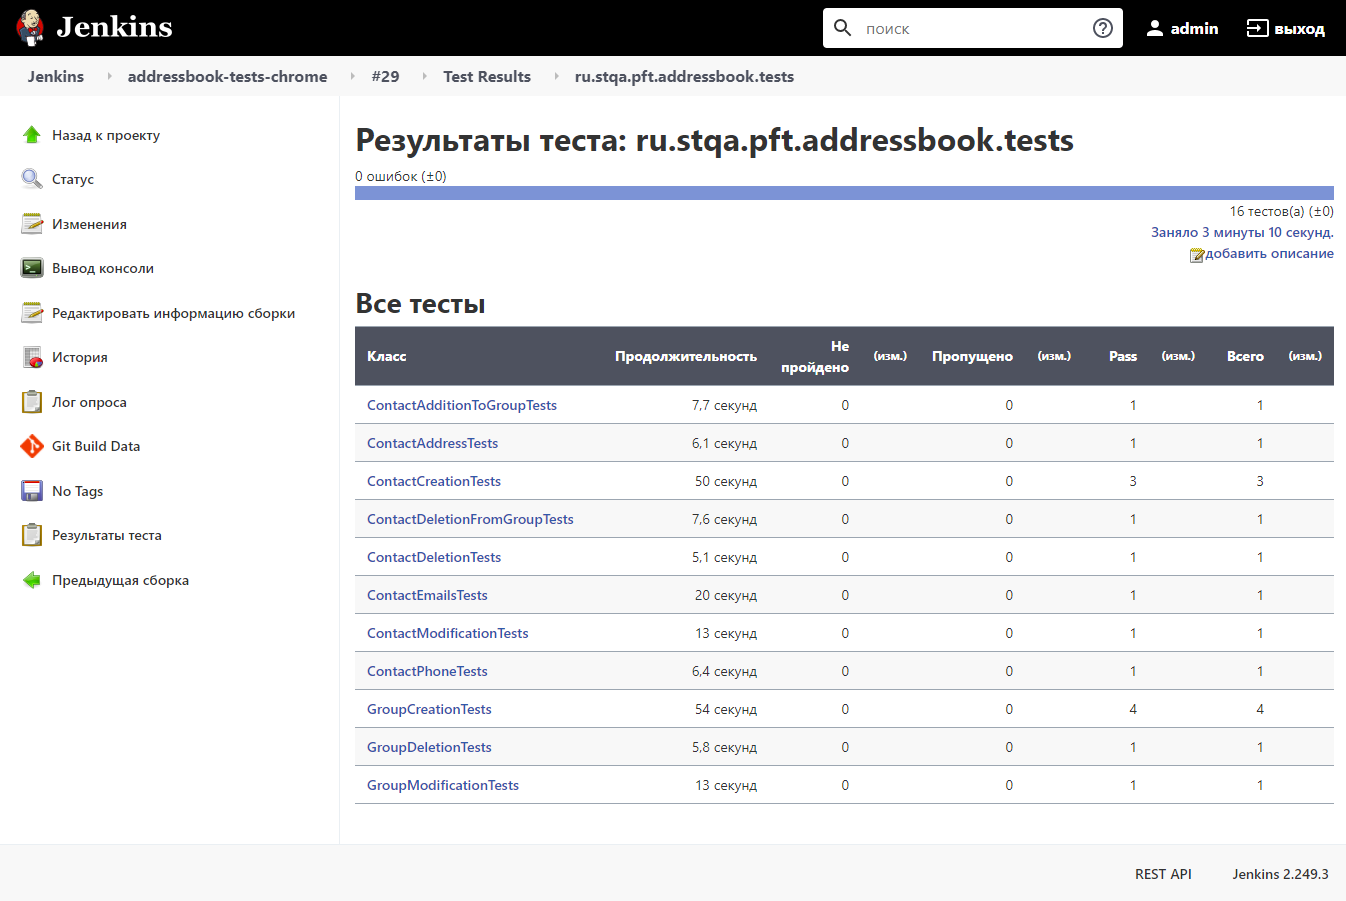 Jenkins
поиск
admin
выход
Jenkins addressbook-tests-chrome #29 Test Results ru.stqa.pft.addressbook.tests
Назад к проекту
Статус
Изменения
Вывод консоли
Редактировать информацию сборки
История
Лог опроса
Git Build Data
No Tags
Результаты теста
Предыдущая сборка
Результаты теста: ru.stqa.pft.addressbook.tests
0 ошибок (±0)
16 тестов(а) (±0)
Заняло 3 минуты 10 секунд.
добавить описание
Все тесты
Класс Продолжительность Не пройдено (изм.) Пропущено (изм.) Pass (изм.) Всего (изм.)
ContactAdditionToGroupTests 7,7 секунд 0 0 1 1
ContactAddressTests 6,1 секунд 0 0 1 1
ContactCreationTests 50 секунд 0 0 3 3
ContactDeletionFromGroupTests 7,6 секунд 0 0 1 1
ContactDeletionTests 5,1 секунд 0 0 1 1
ContactEmailsTests 20 секунд 0 0 1 1
ContactModificationTests 13 секунд 0 0 1 1
ContactPhoneTests 6,4 секунд 0 0 1 1
GroupCreationTests 54 секунд 0 0 4 4
GroupDeletionTests 5,8 секунд 0 0 1 1
GroupModificationTests 13 секунд 0 0 1 1
REST API Jenkins 2.249.3